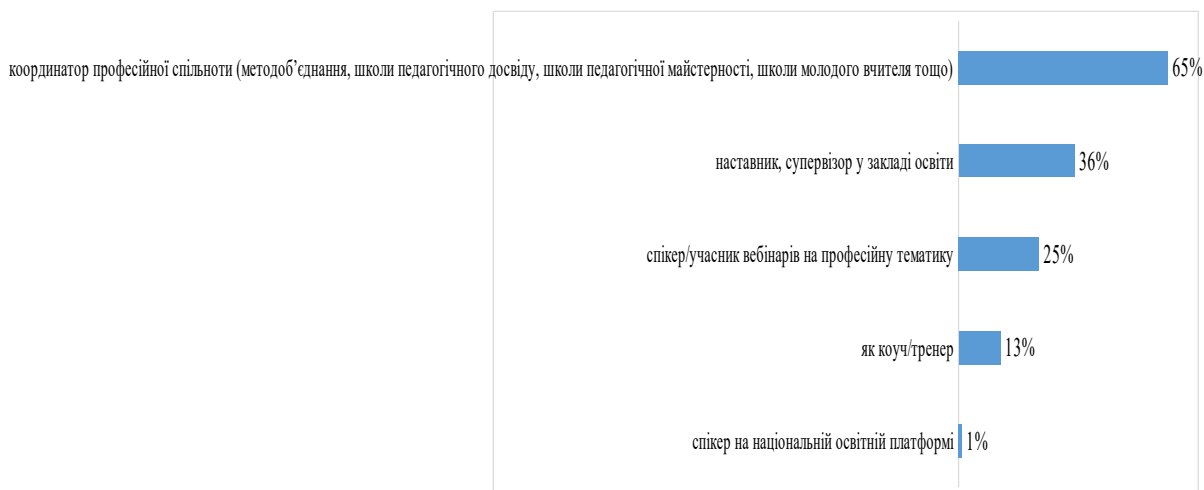 координатор професійної спільноти (методоб’єднання, школи педагогічного досвіду, школи педагогічної майстерності, школи молодого вчителя тощо) 65%
наставник, супервізор у закладі освіти 36%
спікер/учасник вебінарів на професійну тематику 25%
як коуч/тренер 13%
спікер на національній освітній платформі 1%